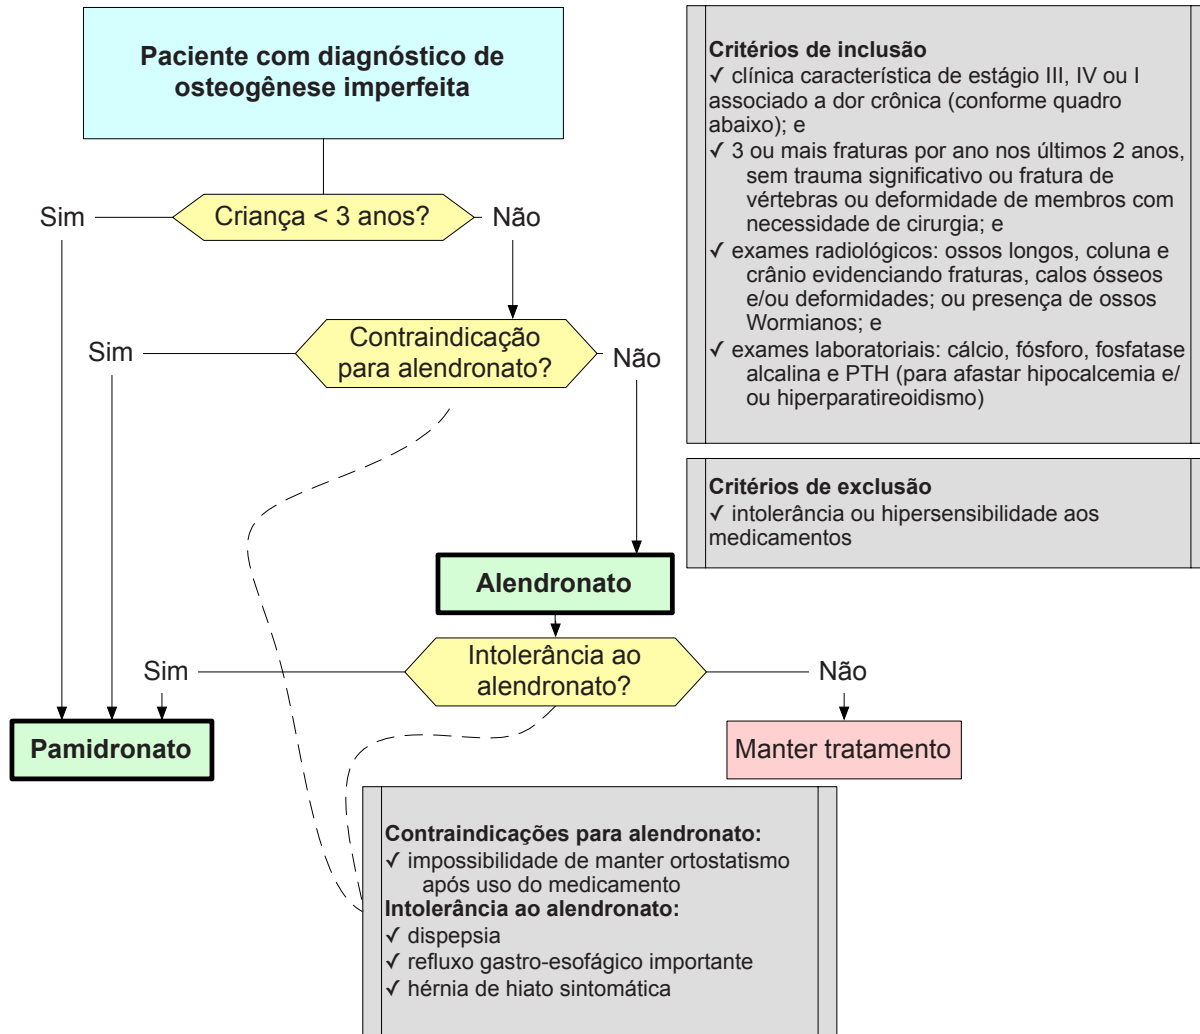 Paciente com diagnóstico de
osteogênese imperfeita
Critérios de inclusão
✓ clínica característica de estágio III, IV ou I
associado a dor crônica (conforme quadro
abaixo); e
✓ 3 ou mais fraturas por ano nos últimos 2 anos,
sem trauma significativo ou fratura de
vértebras ou deformidade de membros com
necessidade de cirurgia; e
✓ exames radiológicos: ossos longos, coluna e
crânio evidenciando fraturas, calos ósseos
e/ou deformidades; ou presença de ossos
Wormianos; e
✓ exames laboratoriais: cálcio, fósforo, fosfatase
alcalina e PTH (para afastar hipocalcemia e/
ou hiperparatireoidismo)
Sim
Criança < 3 anos?
Não
Sim
Contraindicação
para alendronato?
Não
Critérios de exclusão
✓ intolerância ou hipersensibilidade aos
medicamentos
Alendronato
Sim
Intolerância ao
alendronato?
Não
Pamidronato
Manter tratamento
Contraindicações para alendronato:
✓ impossibilidade de manter ortostatismo
após uso do medicamento
Intolerância ao alendronato:
✓ dispepsia
✓ refluxo gastro-esofágico importante
✓ hérnia de hiato sintomática